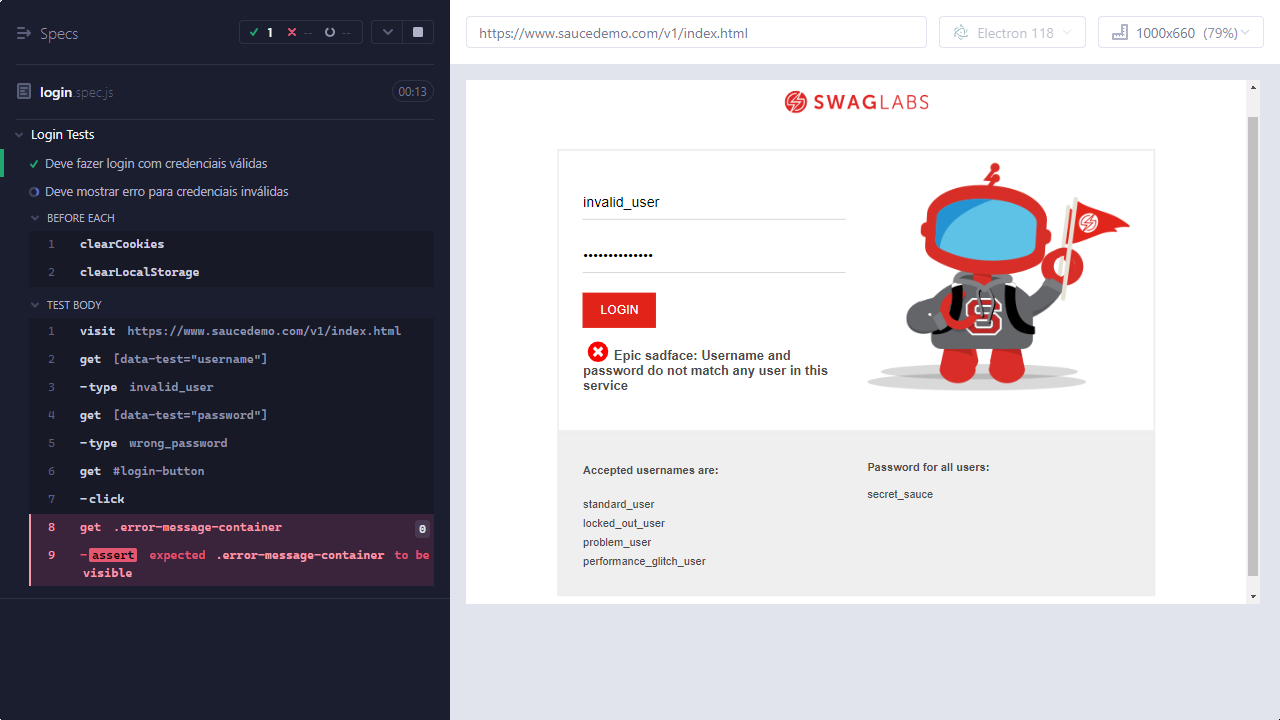 Specs
1 -- --
login.spec.js 00:13
Login Tests
Deve fazer login com credenciais válidas
Deve mostrar erro para credenciais inválidas
BEFORE EACH
1 clearCookies
2 clearLocalStorage
TEST BODY
1 visit https://www.saucedemo.com/v1/index.html
2 get [data-test="username"]
3 -type invalid_user
4 get [data-test="password"]
5 -type wrong_password
6 get #login-button
7 -click
8 get .error-message-container 0
9 -assert expected .error-message-container to be
visible
https://www.saucedemo.com/v1/index.html
Electron 118
1000x660 (79%)
SWAGLABS
invalid_user
••••••••••••••
LOGIN
Epic sadface: Username and
password do not match any user in this
service
S
Accepted usernames are:
standard_user
locked_out_user
problem_user
performance_glitch_user
Password for all users:
secret_sauce